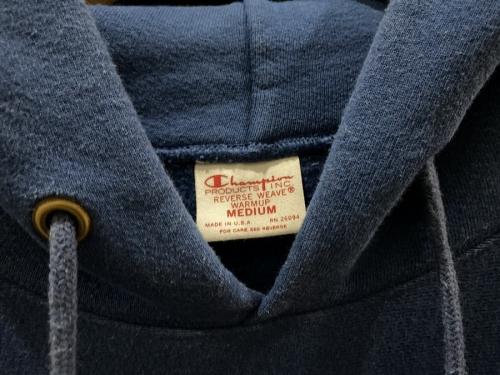 Champion
PRODUCTS INC.
REVERSE WEAVE®
WARMUP
MEDIUM
MADE IN U.S.A. RN 26094
FOR CARE SEE REVERSE